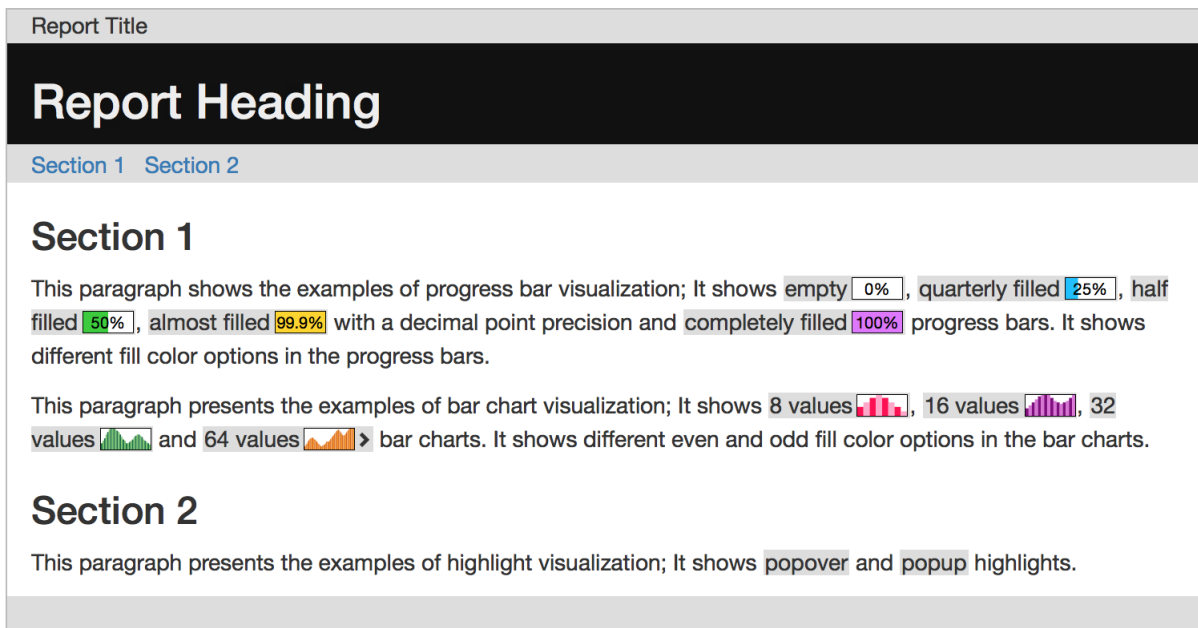 Report Title
Report Heading
Section 1 Section 2
Section 1
This paragraph shows the examples of progress bar visualization; It shows empty 0% , quarterly filled 25% , half
filled 50% , almost filled 99.9% with a decimal point precision and completely filled 100% progress bars. It shows
different fill color options in the progress bars.
This paragraph presents the examples of bar chart visualization; It shows 8 values , 16 values , 32
values and 64 values > bar charts. It shows different even and odd fill color options in the bar charts.
Section 2
This paragraph presents the examples of highlight visualization; It shows popover and popup highlights.